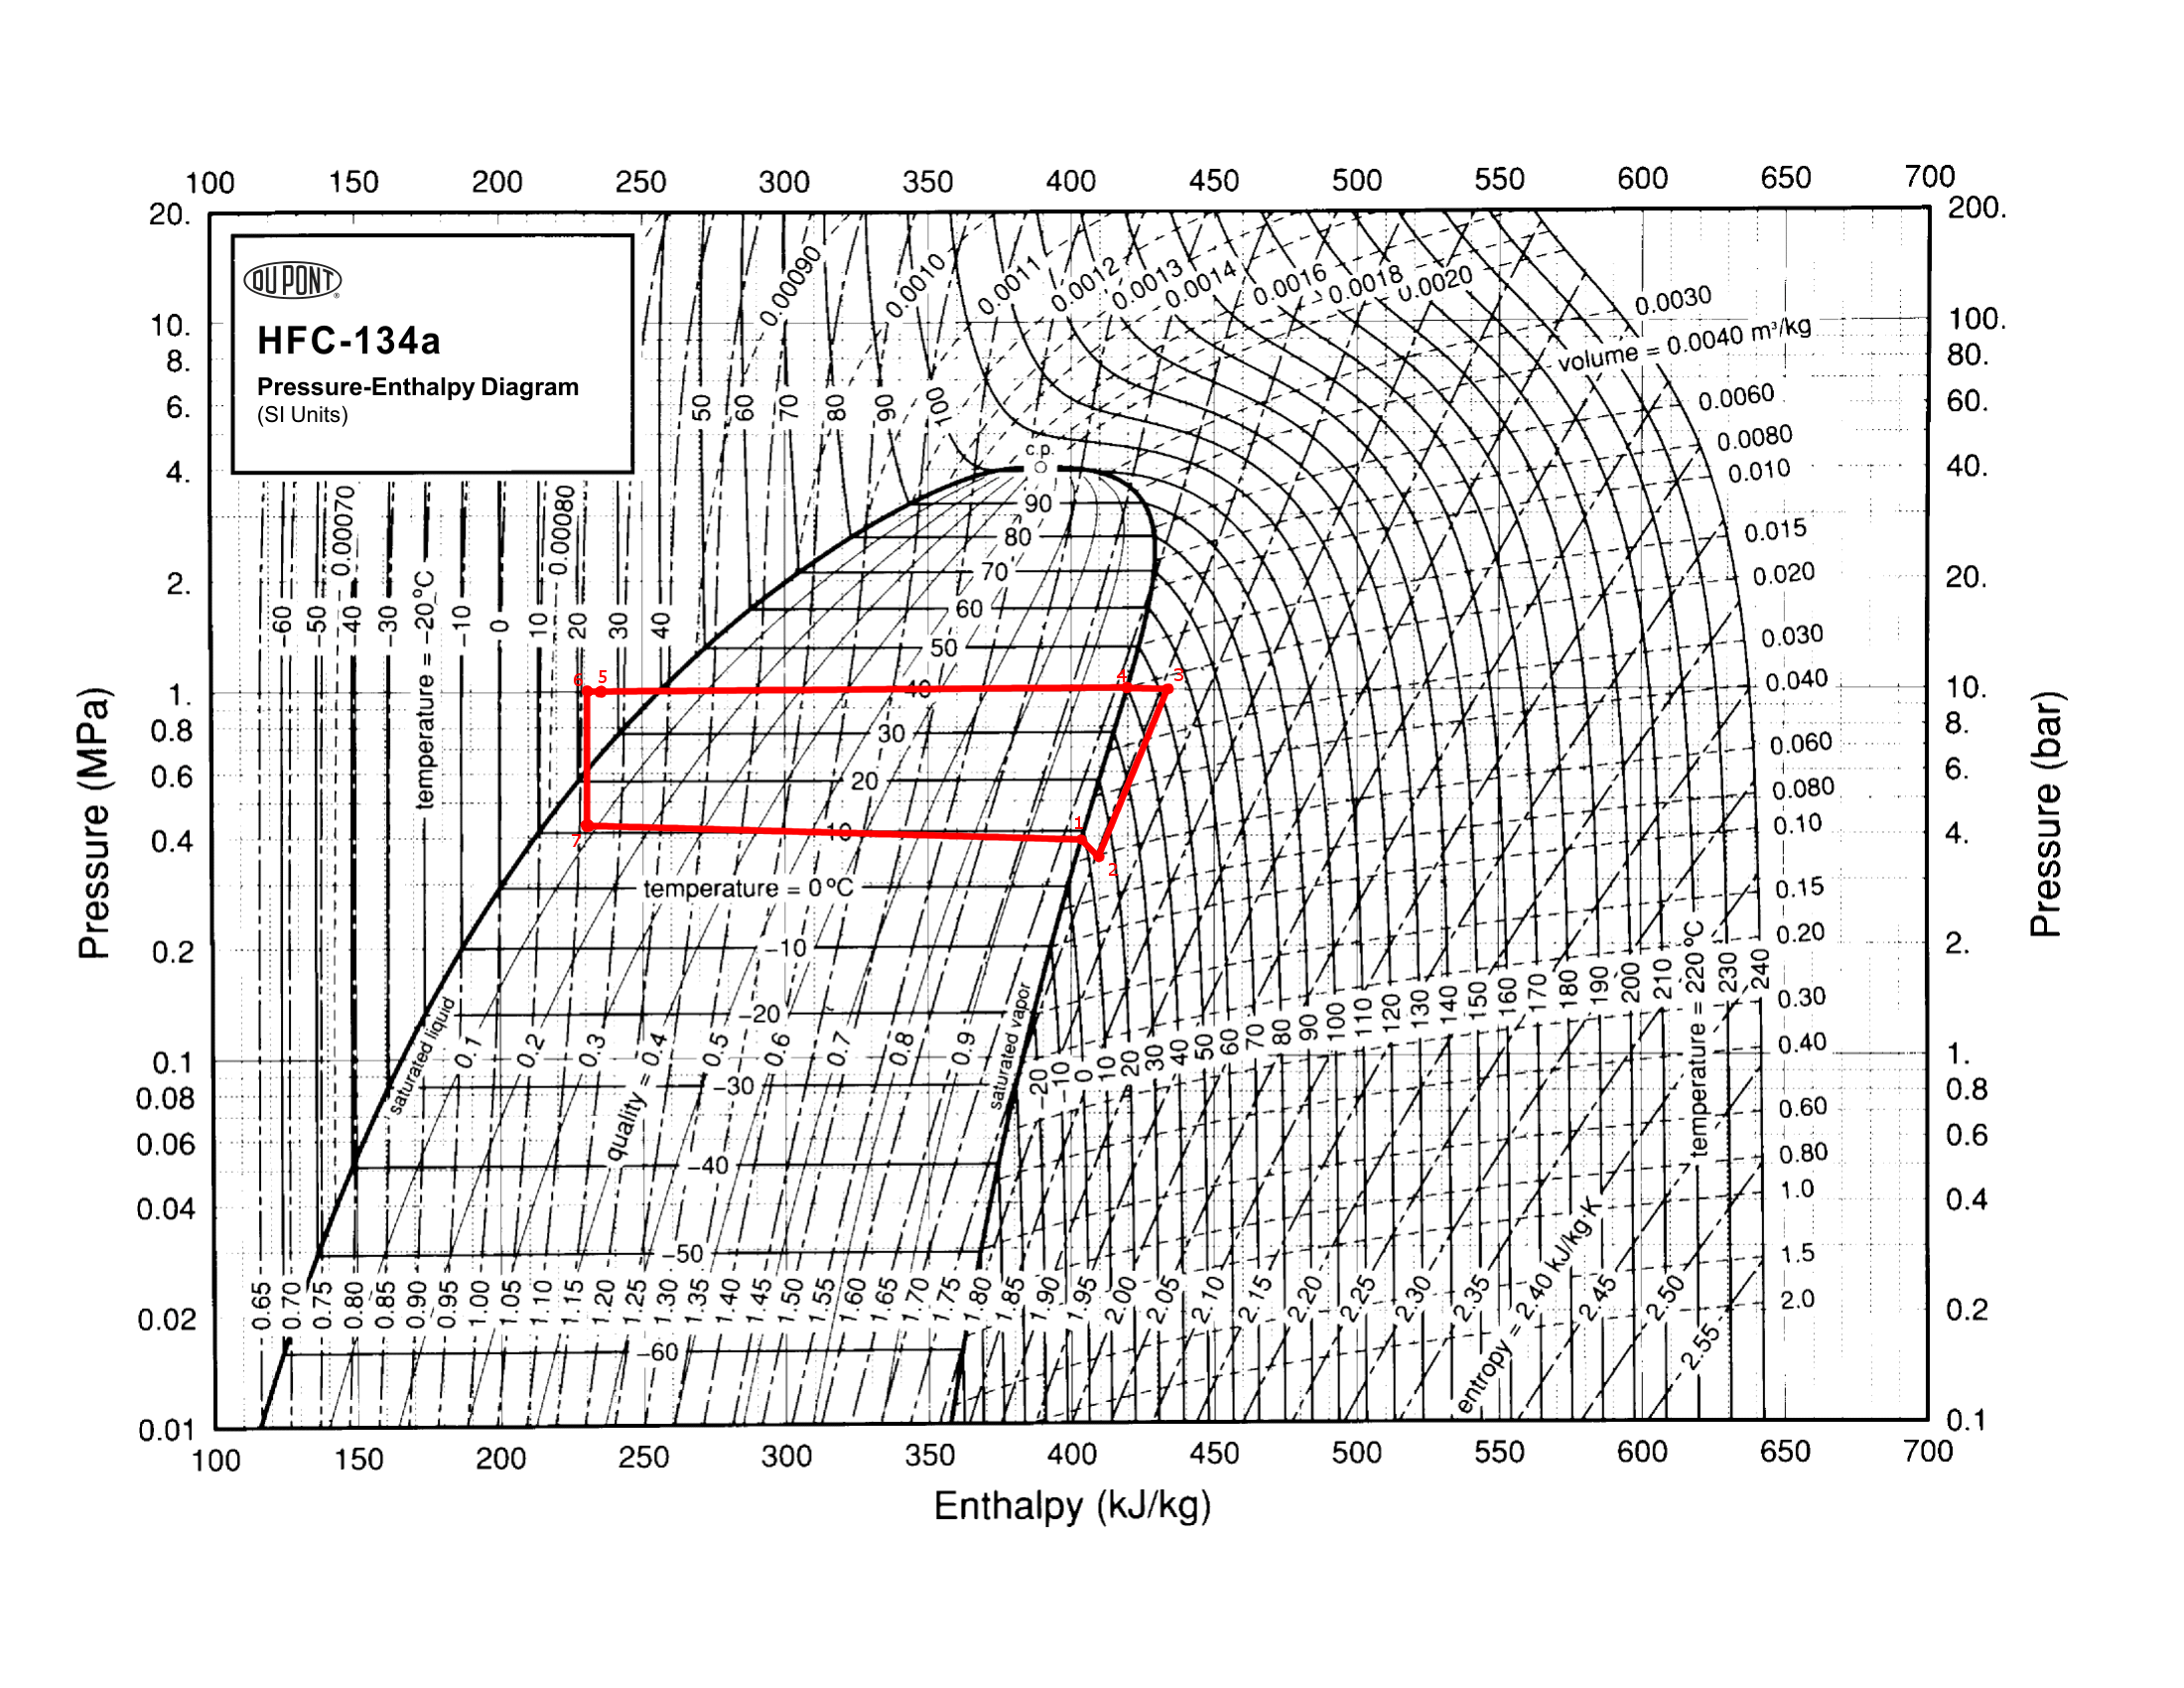 100 150 200 250 300 350 400 450 500 550 600 650 700
20. 200.
DU PONT
®
HFC-134a
Pressure-Enthalpy Diagram
(SI Units)
0.00090 0.0010 0.0011 0.0012 0.0013 0.0014 0.0016 0.0018 0.0020 0.0030
volume = 0.0040 m³/kg
10. 100.
8. 80.
6. 60.
4. 40.
2. 20.
1. 10.
0.8 8.
0.6 6.
0.4 4.
0.2 2.
0.1 1.
0.08 0.8
0.06 0.6
0.04 0.4
0.02 0.2
0.01 0.1
50 60 70 80 90 100
0.0060
0.0080
0.010
0.015
0.020
0.030
0.040
0.060
0.080
0.10
0.15
0.20
0.30
0.40
0.60
0.80
1.0
1.5
2.0
c.p.
0.00070 0.00080
-60 -50 -40 -30 temperature = -20 ºC -10 0 10 20 30 40
90
80
70
60
50
40
30
20
10
temperature = 0 ºC
-10
-20
-30
-40
-50
-60
6 5 4 3
7 1 2
Pressure (MPa)
Pressure (bar)
saturated liquid
0.1 0.2 0.3 quality = 0.4 0.5 0.6 0.7 0.8 0.9
saturated vapor
-20 -10 0 10 20 30 40 50 60 70 80 90 100 110 120 130 140 150 160 170 180 190 200 210 temperature = 220 ºC 230 240
0.65 0.70 0.75 0.80 0.85 0.90 0.95 1.00 1.05 1.10 1.15 1.20 1.25 1.30 1.35 1.40 1.45 1.50 1.55 1.60 1.65 1.70 1.75 1.80 1.85 1.90 1.95 2.00 2.05 2.10 2.15 2.20 2.25 2.30 2.35 entropy = 2.40 kJ/kg·K 2.45 2.50 2.55
100 150 200 250 300 350 400 450 500 550 600 650 700
Enthalpy (kJ/kg)